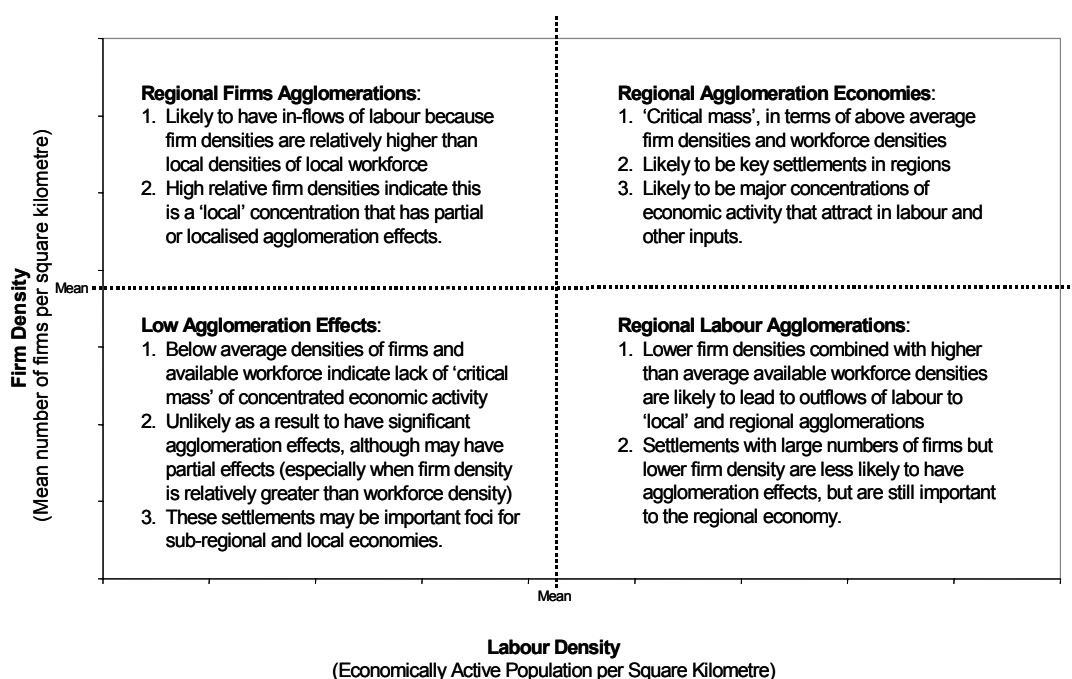 Firm Density
(Mean number of firms per square kilometre)
Regional Firms Agglomerations:
1. Likely to have in-flows of labour because
firm densities are relatively higher than
local densities of local workforce
2. High relative firm densities indicate this
is a ‘local’ concentration that has partial
or localised agglomeration effects.
Regional Agglomeration Economies:
1. ‘Critical mass’, in terms of above average
firm densities and workforce densities
2. Likely to be key settlements in regions
3. Likely to be major concentrations of
economic activity that attract in labour and
other inputs.
Mean
Low Agglomeration Effects:
1. Below average densities of firms and
available workforce indicate lack of ‘critical
mass’ of concentrated economic activity
2. Unlikely as a result to have significant
agglomeration effects, although may have
partial effects (especially when firm density
is relatively greater than workforce density)
3. These settlements may be important foci for
sub-regional and local economies.
Regional Labour Agglomerations:
1. Lower firm densities combined with higher
than average available workforce densities
are likely to lead to outflows of labour to
‘local’ and regional agglomerations
2. Settlements with large numbers of firms but
lower firm density are less likely to have
agglomeration effects, but are still important
to the regional economy.
Mean
Labour Density
(Economically Active Population per Square Kilometre)